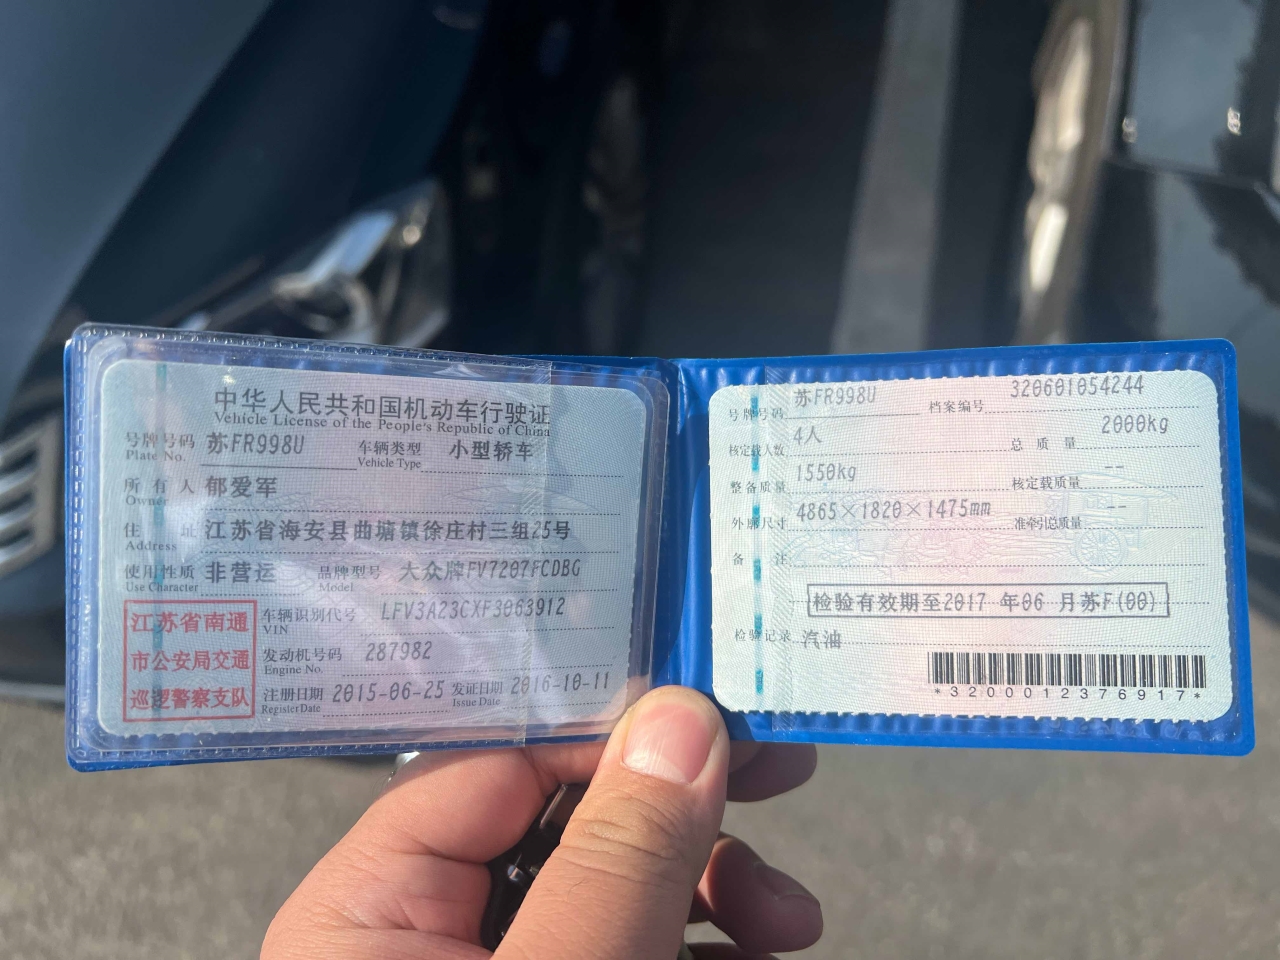 中华人民共和国机动车行驶证
Vehicle License of the People's Republic of China
号牌号码 苏FR998U 车辆类型 小型轿车
Plate No. Vehicle Type
所有人 郁爱军
Owner
住址 江苏省海安县曲塘镇徐庄村三组25号
Address
使用性质 非营运 品牌型号 大众牌FV7207FCDBG
Use Character Model
江苏省南通
市公安局交通
巡逻警察支队
车辆识别代号 LFV3A23CXF3063912
VIN
发动机号码 287982
Engine No.
注册日期 2015-06-25 发证日期 2016-10-11
Register Date Issue Date
号牌号码 苏FR998U 档案编号 320601054244
核定载人数 4人 总质量 2000kg
整备质量 1550kg 核定载质量 --
外廓尺寸 4865×1820×1475mm 准牵引总质量 --
备注
检验有效期至2017 年06 月苏F(00)
检验记录 汽油
*3200012376917*